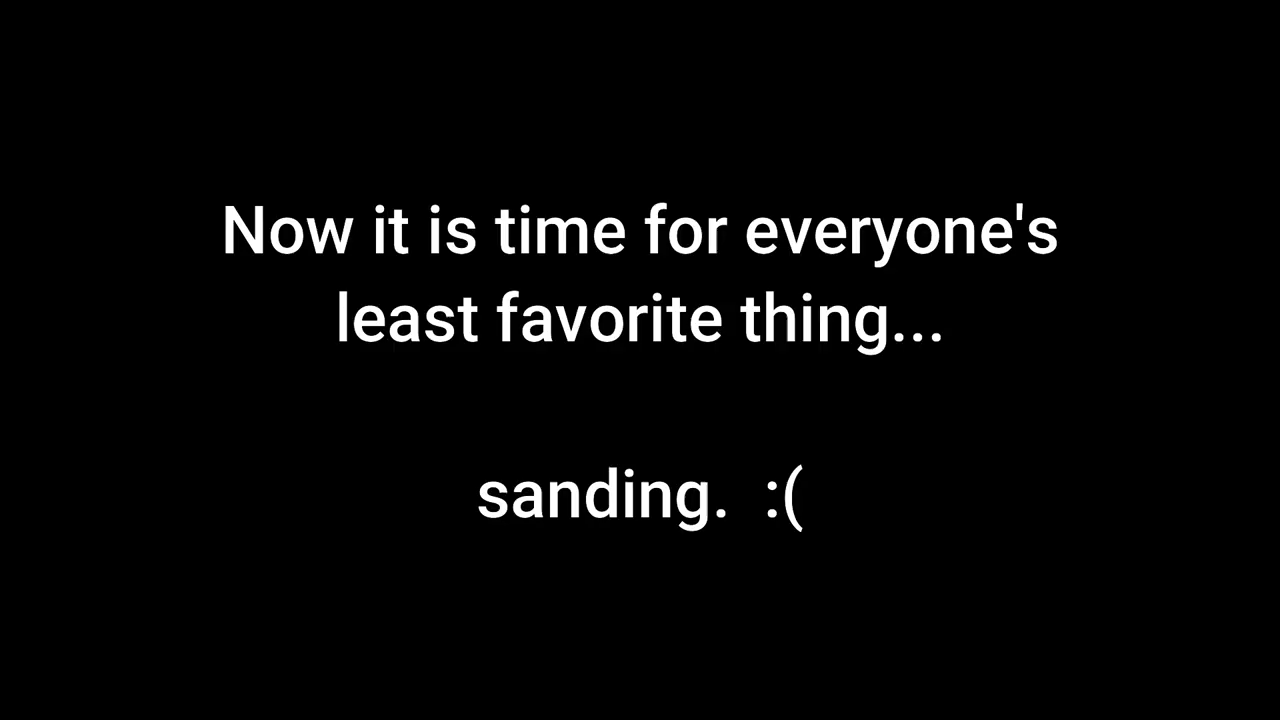 Now it is time for everyone's
least favorite thing...
sanding.  :(